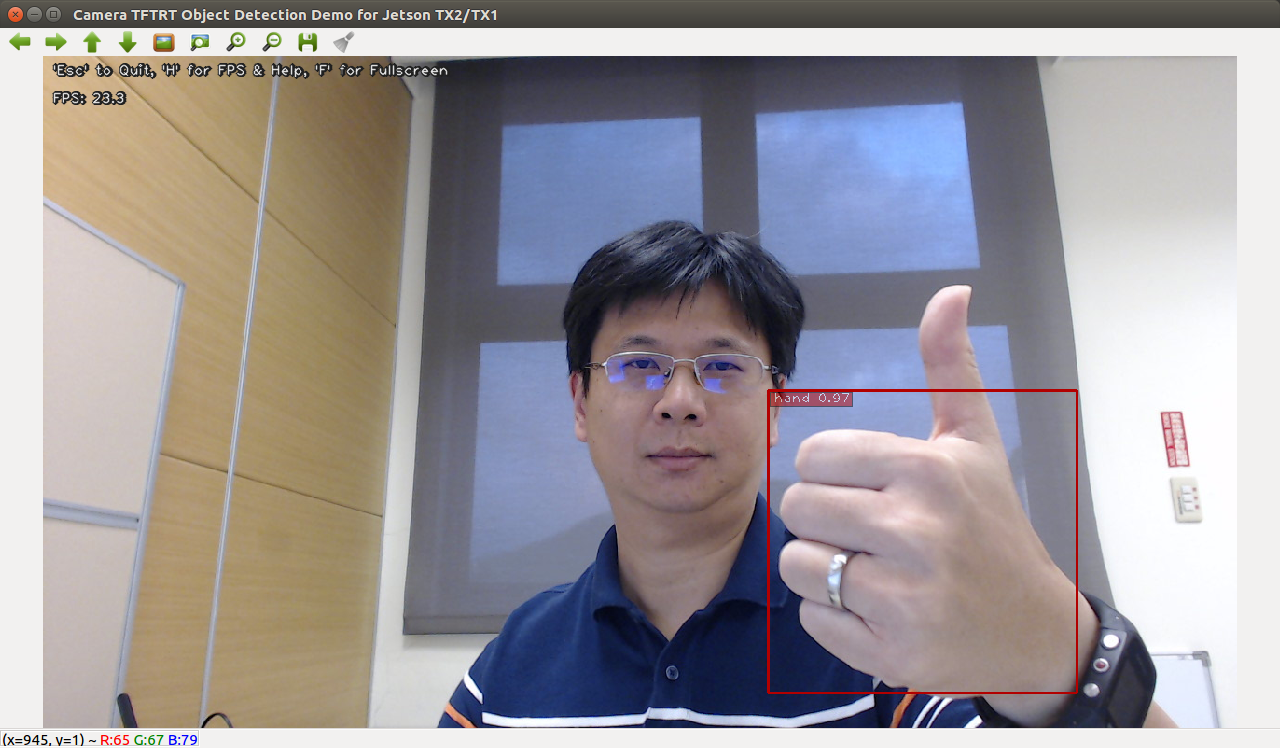 Camera TFTRT Object Detection Demo for Jetson TX2/TX1
'Esc' to Quit, 'H' for FPS & Help, 'F' for Fullscreen
FPS: 23.3
hand 0.97
(x=945, y=1) ~ R:65 G:67 B:79